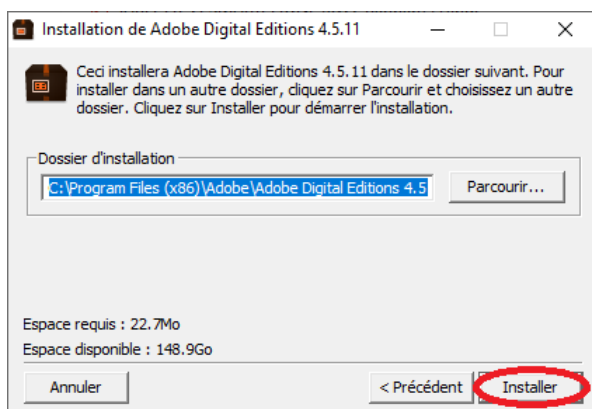 Installation de Adobe Digital Editions 4.5.11
Ceci installera Adobe Digital Editions 4.5.11 dans le dossier suivant. Pour
installer dans un autre dossier, cliquez sur Parcourir et choisissez un autre
dossier. Cliquez sur Installer pour démarrer l'installation.
Dossier d'installation
C:\Program Files (x86)\Adobe\Adobe Digital Editions 4.5
Parcourir...
Espace requis : 22.7Mo
Espace disponible : 148.9Go
Annuler
< Précédent
Installer